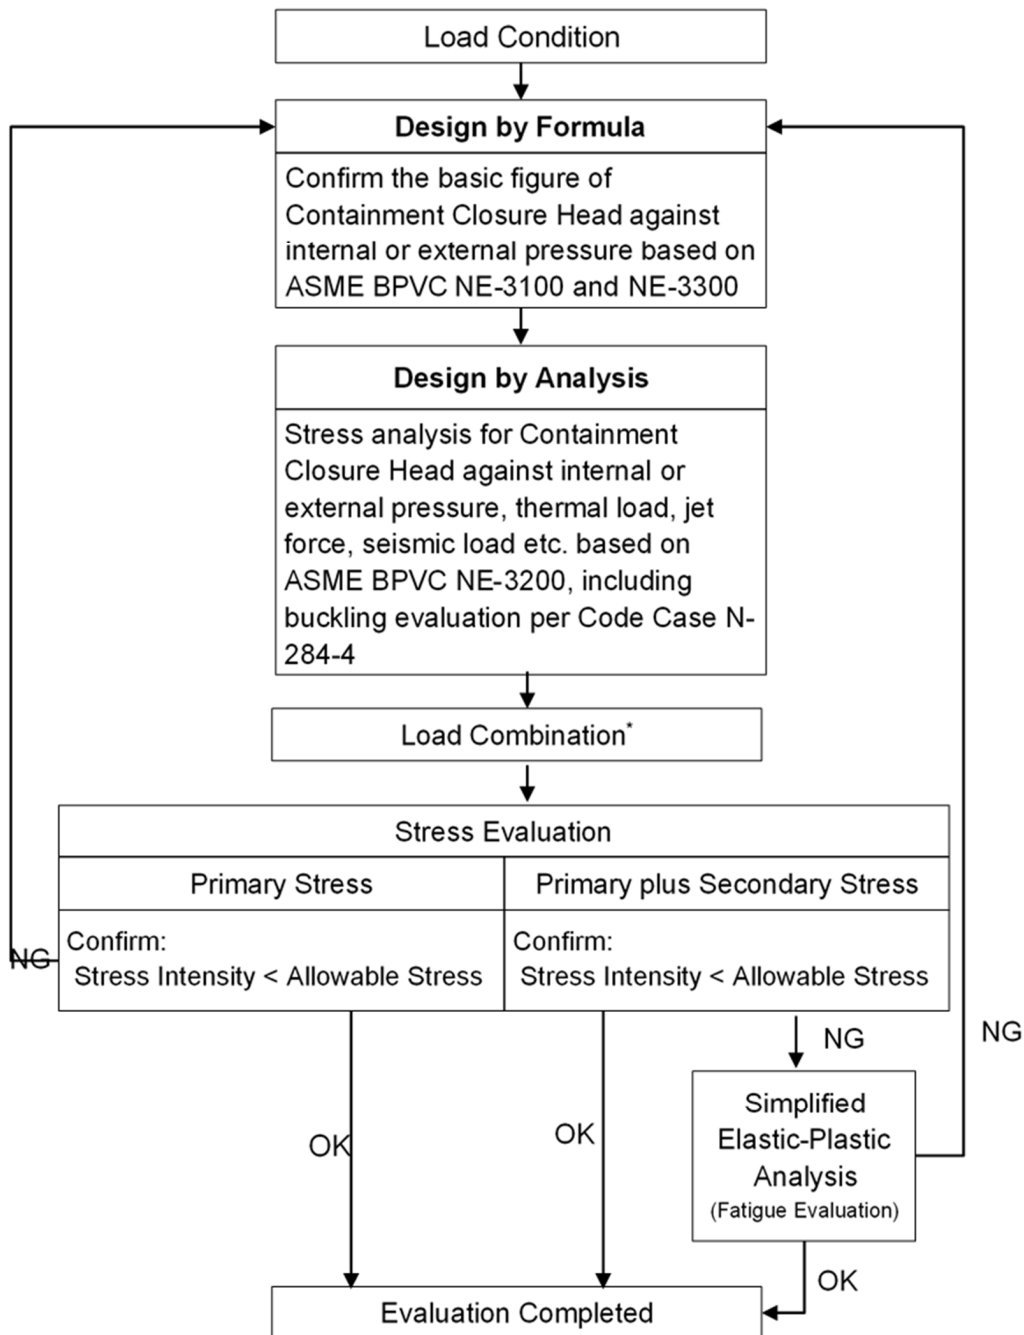 Load Condition
Design by Formula
Confirm the basic figure of
Containment Closure Head against
internal or external pressure based on
ASME BPVC NE-3100 and NE-3300
Design by Analysis
Stress analysis for Containment
Closure Head against internal or
external pressure, thermal load, jet
force, seismic load etc. based on
ASME BPVC NE-3200, including
buckling evaluation per Code Case N-
284-4
Load Combination*
Stress Evaluation
Primary Stress
Primary plus Secondary Stress
Confirm:
Stress Intensity < Allowable Stress
Confirm:
Stress Intensity < Allowable Stress
NG
NG
NG
Simplified
Elastic-Plastic
Analysis
(Fatigue Evaluation)
OK
OK
OK
Evaluation Completed